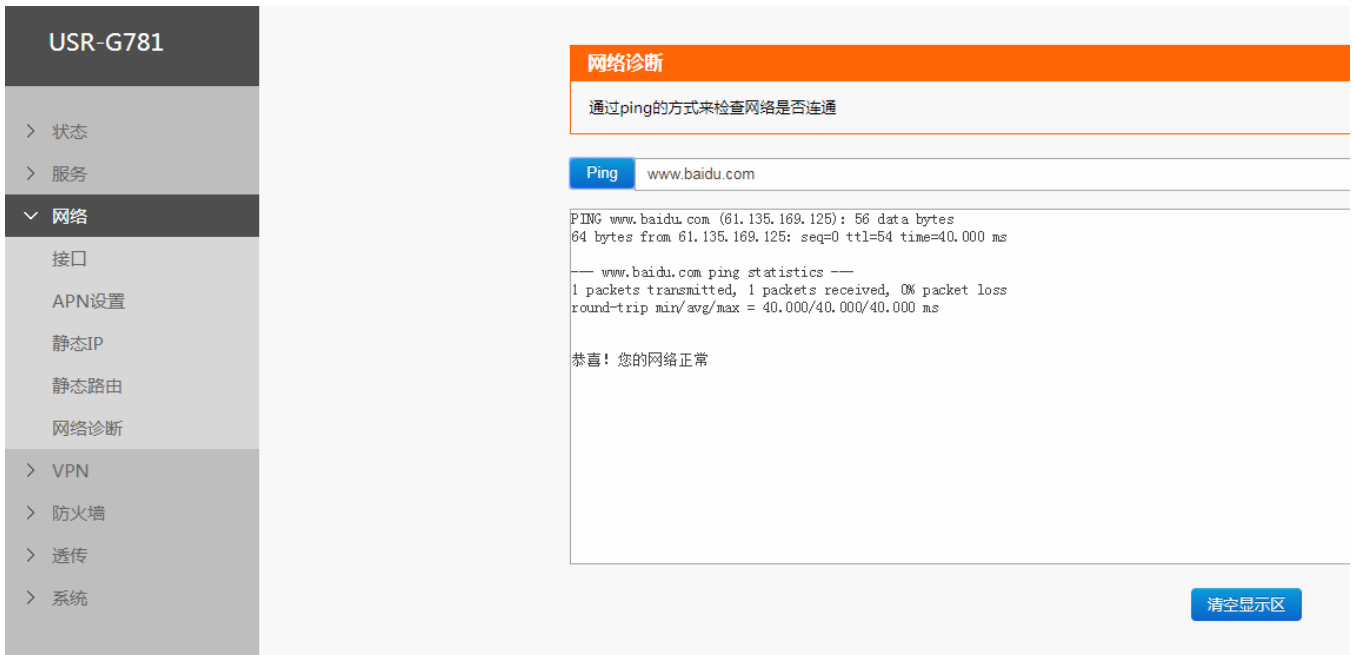 USR-G781
状态
服务
网络
接口
APN设置
静态IP
静态路由
网络诊断
VPN
防火墙
透传
系统
网络诊断
通过ping的方式来检查网络是否连通
Ping www.baidu.com
PING www.baidu.com (61.135.169.125): 56 data bytes
64 bytes from 61.135.169.125: seq=0 ttl=54 time=40.000 ms
--- www.baidu.com ping statistics ---
1 packets transmitted, 1 packets received, 0% packet loss
round-trip min/avg/max = 40.000/40.000/40.000 ms
恭喜! 您的网络正常
清空显示区